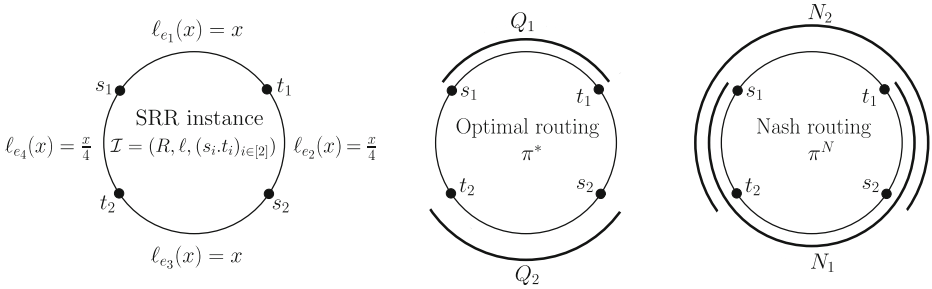 ℓ_{e_1}(x) = x
s_1
t_1
SRR instance
ℓ_{e_4}(x) = x/4
I = (R, ℓ, (s_i.t_i)_{i∈[2]})
ℓ_{e_2}(x) = x/4
t_2
s_2
ℓ_{e_3}(x) = x
Q_1
s_1
t_1
Optimal routing
π*
t_2
s_2
Q_2
N_2
s_1
t_1
Nash routing
π^N
t_2
s_2
N_1